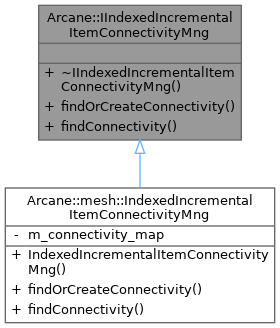 Arcane::IIndexedIncremental
ItemConnectivityMng
+ ~IIndexedIncrementalItem
ConnectivityMng()
+ findOrCreateConnectivity()
+ findConnectivity()
Arcane::mesh::IndexedIncremental
ItemConnectivityMng
- m_connectivity_map
+ IndexedIncrementalItemConnectivity
Mng()
+ findOrCreateConnectivity()
+ findConnectivity()